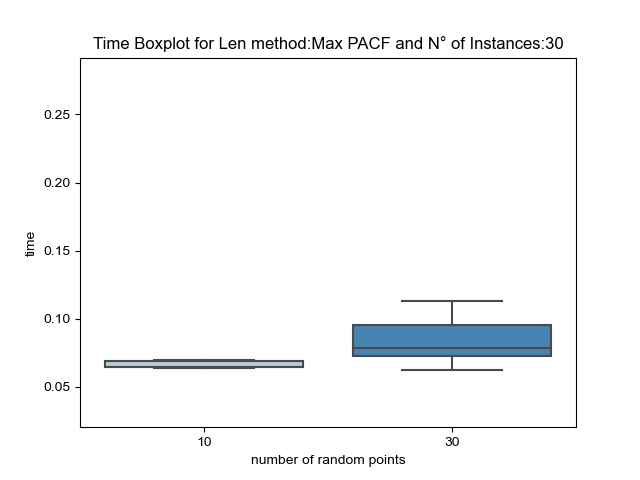 Time Boxplot for Len method:Max PACF and N° of Instances:30
0.25
0.20
0.15
0.10
0.05
time
10
30
number of random points